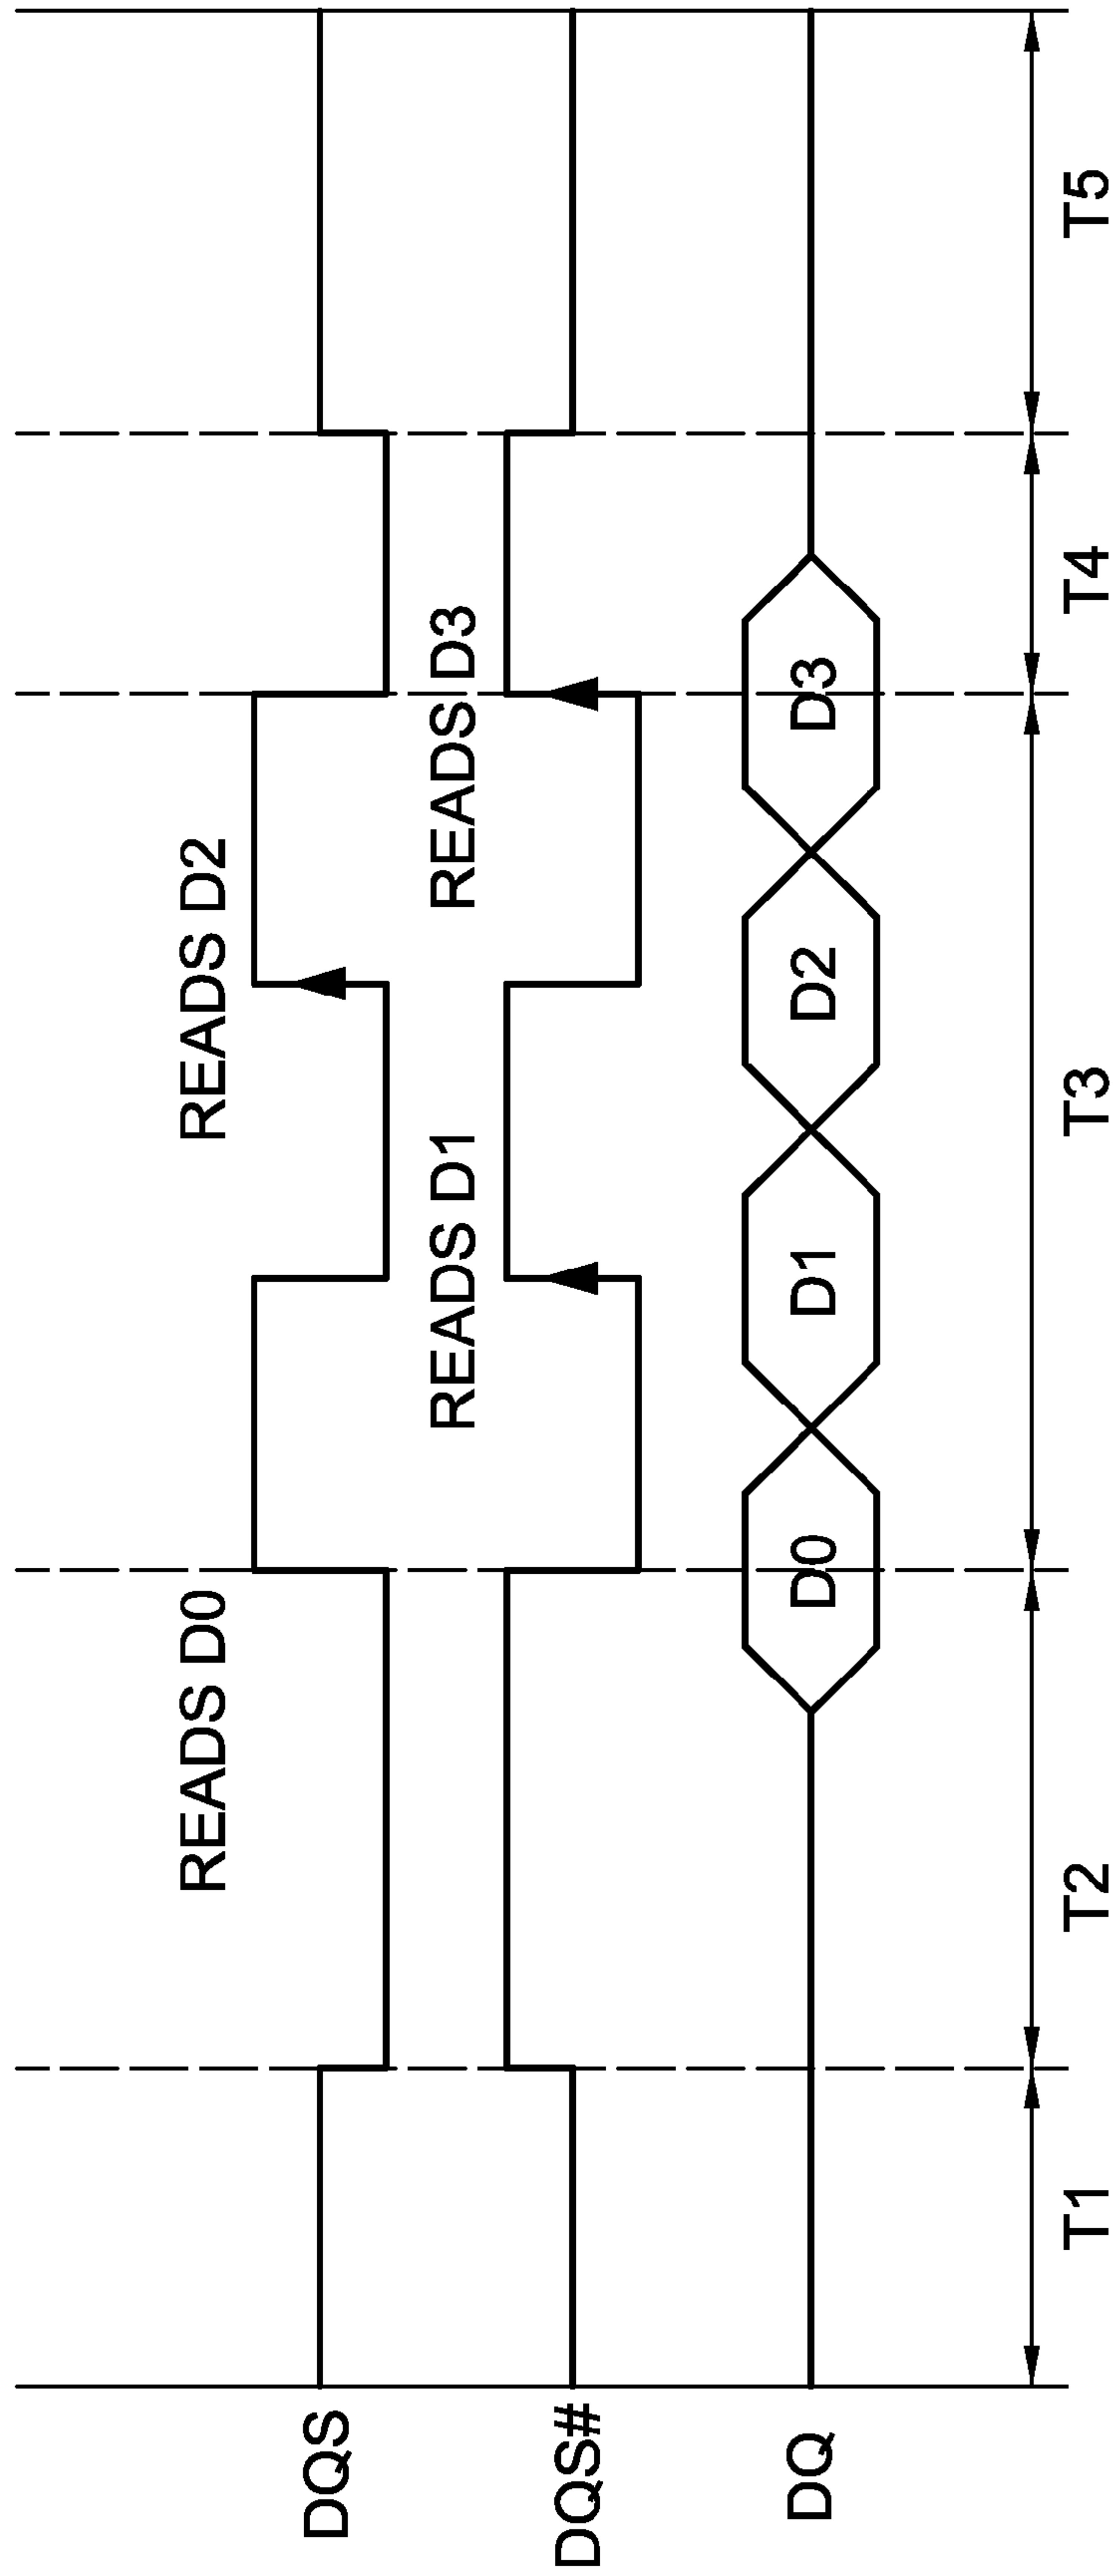 READS D0
READS D2
DQS
READS D1
READS D3
DQS#
DQ
D0
D1
D2
D3
T1
T2
T3
T4
T5